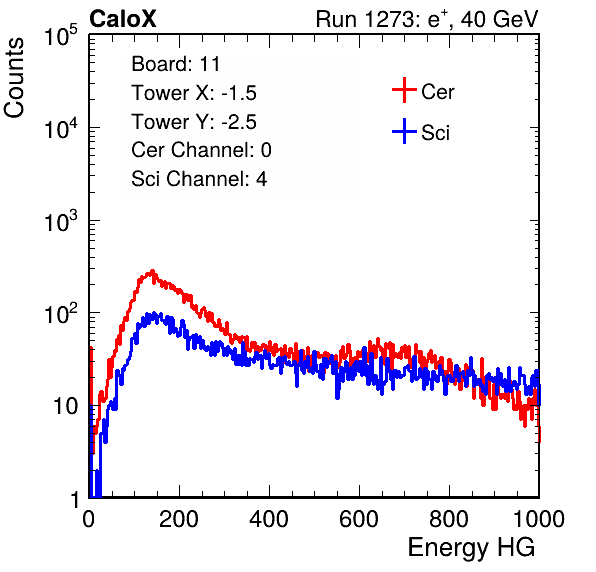 CaloX Run 1273: e⁺, 40 GeV
Counts
10⁵
10⁴
10³
10²
10
1
Board: 11
Tower X: -1.5
Tower Y: -2.5
Cer Channel: 0
Sci Channel: 4
Cer
Sci
0 200 400 600 800 1000
Energy HG